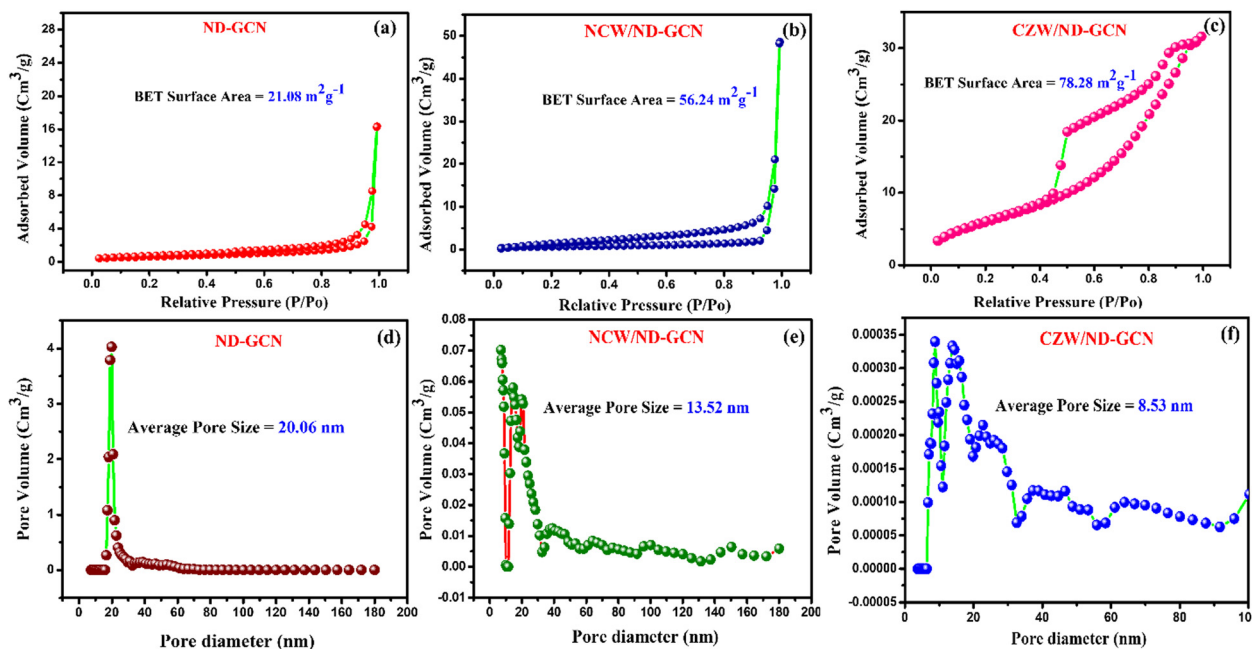 ND-GCN
(a)
BET Surface Area = 21.08 m²g⁻¹
Adsorbed Volume (Cm³/g)
28
24
20
16
12
8
4
0
0.0 0.2 0.4 0.6 0.8 1.0
Relative Pressure (P/Po)
NCW/ND-GCN
(b)
BET Surface Area = 56.24 m²g⁻¹
Adsorbed Volume (Cm³/g)
50
40
30
20
10
0
0.0 0.2 0.4 0.6 0.8 1.0
Relative Pressure (P/Po)
CZW/ND-GCN
(c)
BET Surface Area = 78.28 m²g⁻¹
Adsorbed Volume (Cm³/g)
30
20
10
0
0.0 0.2 0.4 0.6 0.8 1.0
Relative Pressure (P/Po)
ND-GCN
(d)
Average Pore Size = 20.06 nm
Pore Volume (Cm³/g)
4
3
2
1
0
0 20 40 60 80 100 120 140 160 180 200
Pore diameter (nm)
NCW/ND-GCN
(e)
Average Pore Size = 13.52 nm
Pore Volume (Cm³/g)
0.08
0.07
0.06
0.05
0.04
0.03
0.02
0.01
0.00
-0.01
0 20 40 60 80 100 120 140 160 180 200
Pore diameter (nm)
CZW/ND-GCN
(f)
Average Pore Size = 8.53 nm
Pore Volume (Cm³/g)
0.00035
0.00030
0.00025
0.00020
0.00015
0.00010
0.00005
0.00000
-0.00005
0 20 40 60 80 10
Pore diameter (nm)